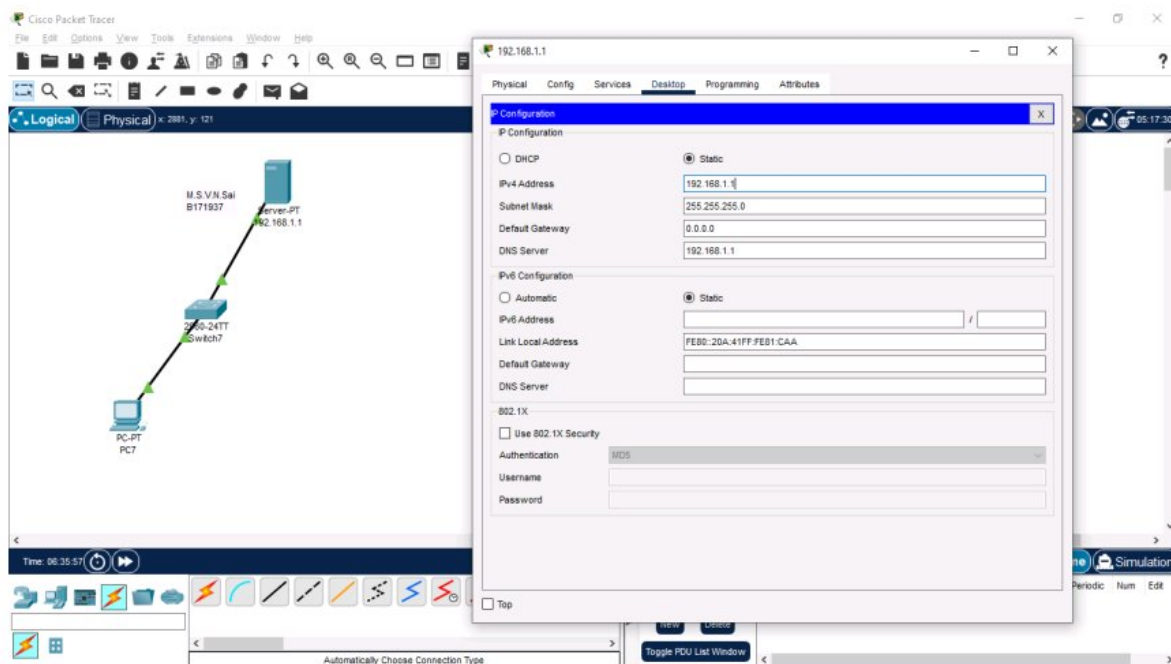 Cisco Packet Tracer
File Edit Options View Tools Extensions Window Help
?
Logical
Physical
x: 2881, y: 121
05:17:30
M.S.V.N.Sai
B171937
Server-PT
192.168.1.1
2960-24TT
Switch7
PC-PT
PC7
192.168.1.1
Physical Config Services Desktop Programming Attributes
IP Configuration
X
IP Configuration
DHCP
Static
IPv4 Address
192.168.1.1
Subnet Mask
255.255.255.0
Default Gateway
0.0.0.0
DNS Server
192.168.1.1
IPv6 Configuration
Automatic
Static
IPv6 Address
/
Link Local Address
FE80::20A:41FF:FE81:CAA
Default Gateway
DNS Server
802.1X
Use 802.1X Security
Authentication
MD5
Username
Password
Top
Time: 06:35:57
Simulation
Periodic Num Edit
New
Delete
Toggle PDU List Window
Automatically Choose Connection Type